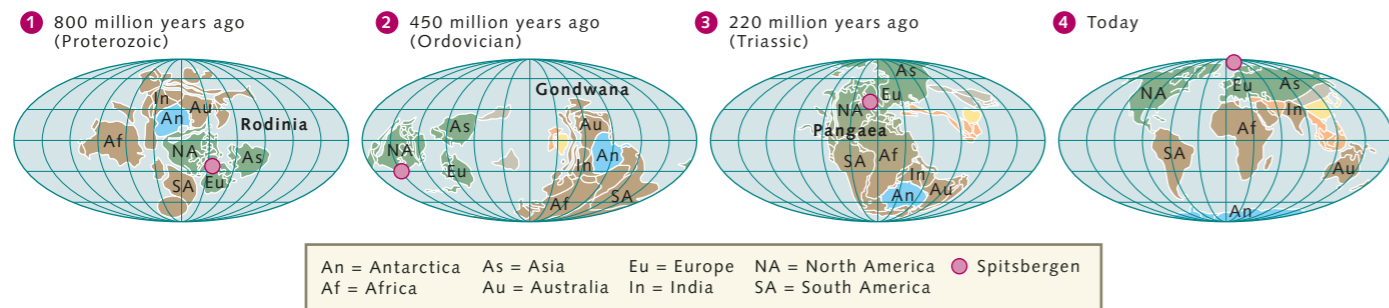 1 800 million years ago
(Proterozoic)
In
Au
An
Af
Rodinia
NA
As
SA
Eu
2 450 million years ago
(Ordovician)
Gondwana
As
Au
NA
An
Eu
In
SA
Af
3 220 million years ago
(Triassic)
As
Eu
NA
Pangaea
SA
Af
In
Au
An
4 Today
NA
Eu
As
In
Af
SA
Au
An
An = Antarctica As = Asia Eu = Europe NA = North America Spitsbergen
Af = Africa Au = Australia In = India SA = South America